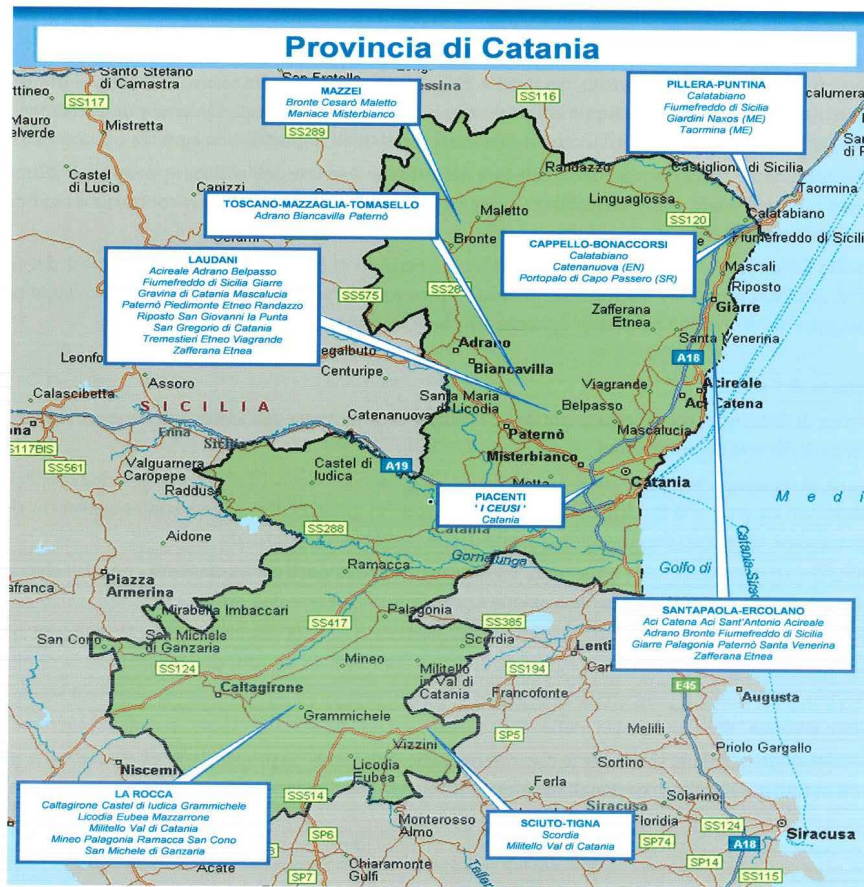 Provincia di Catania
Santo Stefano
di Camastra
SS117
Mistretta
Castel
di Lucio
Capizzi
SS289
SS116
MAZZEI
Bronte Cesarò Maletto
Maniace Misterbianco
PILLERA-PUNTINA
Calatabiano
Fiumefreddo di Sicilia
Giardini Naxos (ME)
Taormina (ME)
Randazzo
Castiglione di Sicilia
Linguaglossa
Taormina
TOSCANO-MAZZAGLIA-TOMASELLO
Adrano Biancavilla Paternò
Maletto
SS120
Calatabiano
Bronte
CAPPELLO-BONACCORSI
Calatabiano
Catenanuova (EN)
Portopalo di Capo Passero (SR)
Fiumefreddo di Sicilia
Mascali
Riposto
Giarre
LAUDANI
Acireale Adrano Belpasso
Fiumefreddo di Sicilia Giarre
Gravina di Catania Mascalucia
Paternò Piedimonte Etneo Randazzo
Riposto San Giovanni la Punta
San Gregorio di Catania
Tremestieri Etneo Viagrande
Zafferana Etnea
SS575
Zafferana
Etnea
Santa Venerina
A18
Adrano
Biancavilla
Centuripe
Assoro
Calascibetta
SICILIA
Catenanuova
Santa Maria
di Licodia
Viagrande
Acireale
Aci Catena
Belpasso
Mascalucia
Paternò
Misterbianco
Enna
SS117BIS
SS561
Valguarnera
Caropepe
Raddusa
Castel di
Iudica
A19
Motta
Catania
PIACENTI
' I CEUSI '
Catania
Catania
SS288
Aidone
Gornalunga
Golfo di
Piazza
Armerina
Ramacca
Mirabella Imbaccari
SS417
Palagonia
SS385
San Cono
San Michele
di Ganzaria
SS124
Mineo
Scordia
Lentini
SANTAPAOLA-ERCOLANO
Aci Catena Aci Sant'Antonio Acireale
Adrano Bronte Fiumefreddo di Sicilia
Giarre Palagonia Paternò Santa Venerina
Zafferana Etnea
Militello
in Val di
Catania
SS194
Caltagirone
Francofonte
E45
Augusta
Grammichele
Vizzini
SP5
Melilli
Priolo Gargallo
Sortino
Niscemi
Licodia
Eubea
Ferla
Solarino
LA ROCCA
Caltagirone Castel di Iudica Grammichele
Licodia Eubea Mazzarrone
Militello Val di Catania
Mineo Palagonia Ramacca San Cono
San Michele di Ganzaria
SS514
Siracusa
Floridia
SS124
Siracusa
SCIUTO-TIGNA
Scordia
Militello Val di Catania
Monterosso
Almo
SP6
SP74
A18
SP14
Acate
SP7
Chiaramonte
Gulfi
SS115